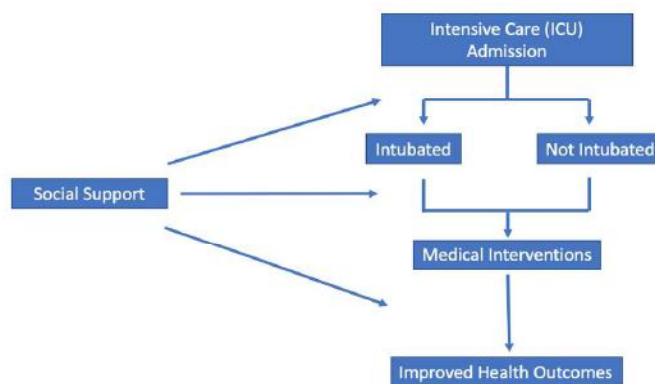 Intensive Care (ICU)
Admission
Intubated
Not Intubated
Social Support
Medical Interventions
Improved Health Outcomes